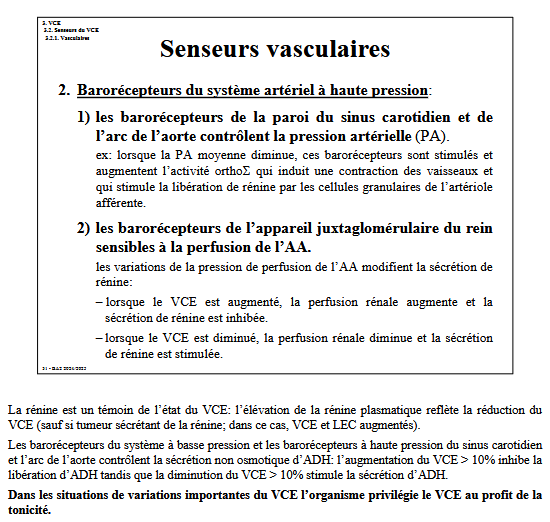 3. VCE
3.2. Senseurs du VCE
3.2.1. Vasculaires
Senseurs vasculaires
2. Barorécepteurs du système artériel à haute pression:
1) les barorécepteurs de la paroi du sinus carotidien et de
l'arc de l'aorte contrôlent la pression artérielle (PA).
ex: lorsque la PA moyenne diminue, ces barorécepteurs sont stimulés et
augmentent l'activité orthoΣ qui induit une contraction des vaisseaux et
qui stimule la libération de rénine par les cellules granulaires de l'artériole
afférente.
2) les barorécepteurs de l'appareil juxtaglomérulaire du rein
sensibles à la perfusion de l'AA.
les variations de la pression de perfusion de l'AA modifient la sécrétion de
rénine:
– lorsque le VCE est augmenté, la perfusion rénale augmente et la
sécrétion de rénine est inhibée.
– lorsque le VCE est diminué, la perfusion rénale diminue et la sécrétion
de rénine est stimulée.
La rénine est un témoin de l'état du VCE: l'élévation de la rénine plasmatique reflète la réduction du
VCE (sauf si tumeur sécrétant de la rénine; dans ce cas, VCE et LEC augmentés).
Les barorécepteurs du système à basse pression et les barorécepteurs à haute pression du sinus carotidien
et l'arc de l'aorte contrôlent la sécrétion non osmotique d'ADH: l'augmentation du VCE > 10% inhibe la
libération d'ADH tandis que la diminution du VCE > 10% stimule la sécrétion d'ADH.
Dans les situations de variations importantes du VCE l'organisme privilégie le VCE au profit de la
tonicité.